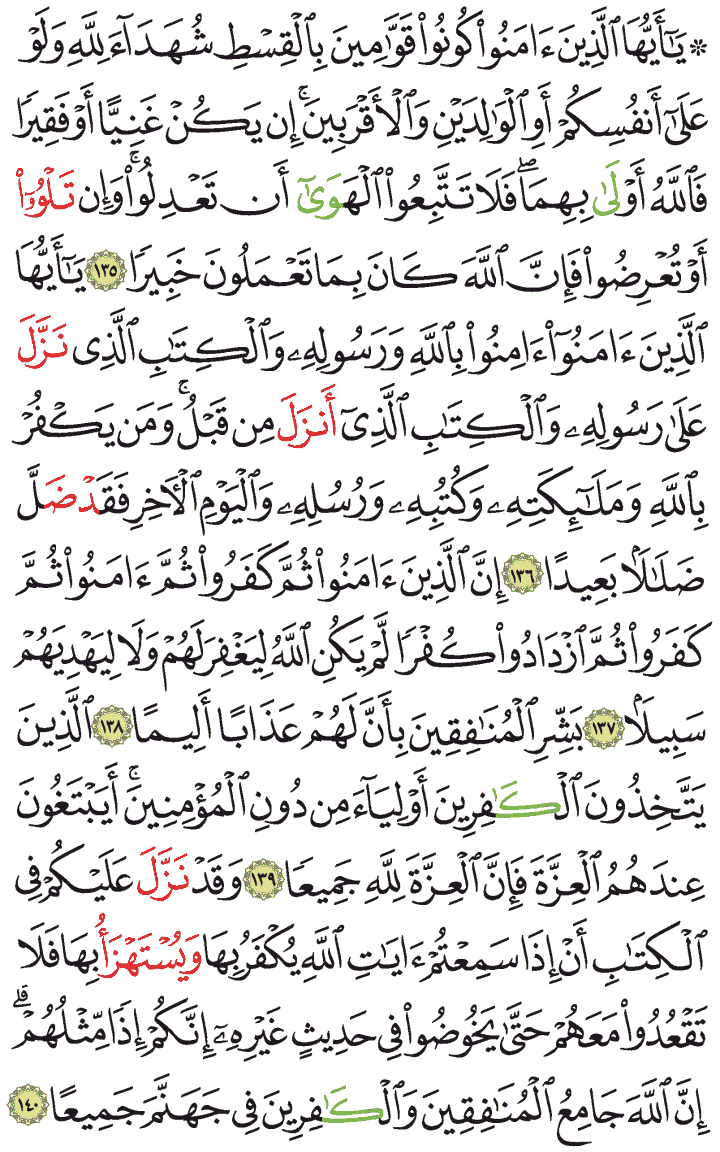 ۞ يَـٰٓأَيُّهَا ٱلَّذِينَ ءَامَنُوا۟ كُونُوا۟ قَوَّٰمِينَ بِٱلْقِسْطِ شُهَدَآءَ لِلَّهِ وَلَوْ
عَلَىٰٓ أَنفُسِكُمْ أَوِ ٱلْوَٰلِدَيْنِ وَٱلْأَقْرَبِينَ ۚ إِن يَكُنْ غَنِيًّا أَوْ فَقِيرًا
فَٱللَّهُ أَوْلَىٰ بِهِمَا ۖ فَلَا تَتَّبِعُوا۟ ٱلْهَوَىٰٓ أَن تَعْدِلُوا۟ ۚ وَإِن تَلْوُۥٓا۟
أَوْ تُعْرِضُوا۟ فَإِنَّ ٱللَّهَ كَانَ بِمَا تَعْمَلُونَ خَبِيرًا ١٣٥ يَـٰٓأَيُّهَا
ٱلَّذِينَ ءَامَنُوٓا۟ ءَامِنُوا۟ بِٱللَّهِ وَرَسُولِهِۦ وَٱلْكِتَـٰبِ ٱلَّذِى نَزَّلَ
عَلَىٰ رَسُولِهِۦ وَٱلْكِتَـٰبِ ٱلَّذِىٓ أَنزَلَ مِن قَبْلُ ۚ وَمَن يَكْفُرْ
بِٱللَّهِ وَمَلَـٰٓئِكَتِهِۦ وَكُتُبِهِۦ وَرُسُلِهِۦ وَٱلْيَوْمِ ٱلْـَٔاخِرِ فَقَدْ ضَلَّ
ضَلَـٰلًۢا بَعِيدًا ١٣٦ إِنَّ ٱلَّذِينَ ءَامَنُوا۟ ثُمَّ كَفَرُوا۟ ثُمَّ ءَامَنُوا۟ ثُمَّ
كَفَرُوا۟ ثُمَّ ٱزْدَادُوا۟ كُفْرًا لَّمْ يَكُنِ ٱللَّهُ لِيَغْفِرَ لَهُمْ وَلَا لِيَهْدِيَهُمْ
سَبِيلًۢا ١٣٧ بَشِّرِ ٱلْمُنَـٰفِقِينَ بِأَنَّ لَهُمْ عَذَابًا أَلِيمًا ١٣٨ ٱلَّذِينَ
يَتَّخِذُونَ ٱلْكَـٰفِرِينَ أَوْلِيَآءَ مِن دُونِ ٱلْمُؤْمِنِينَ ۚ أَيَبْتَغُونَ
عِندَهُمُ ٱلْعِزَّةَ فَإِنَّ ٱلْعِزَّةَ لِلَّهِ جَمِيعًا ١٣٩ وَقَدْ نَزَّلَ عَلَيْكُمْ فِى
ٱلْكِتَـٰبِ أَنْ إِذَا سَمِعْتُمْ ءَايَـٰتِ ٱللَّهِ يُكْفَرُ بِهَا وَيُسْتَهْزَأُ بِهَا فَلَا
تَقْعُدُوا۟ مَعَهُمْ حَتَّىٰ يَخُوضُوا۟ فِى حَدِيثٍ غَيْرِهِۦٓ ۚ إِنَّكُمْ إِذًا مِّثْلُهُمْ ۗ
إِنَّ ٱللَّهَ جَامِعُ ٱلْمُنَـٰفِقِينَ وَٱلْكَـٰفِرِينَ فِى جَهَنَّمَ جَمِيعًا ١٤٠